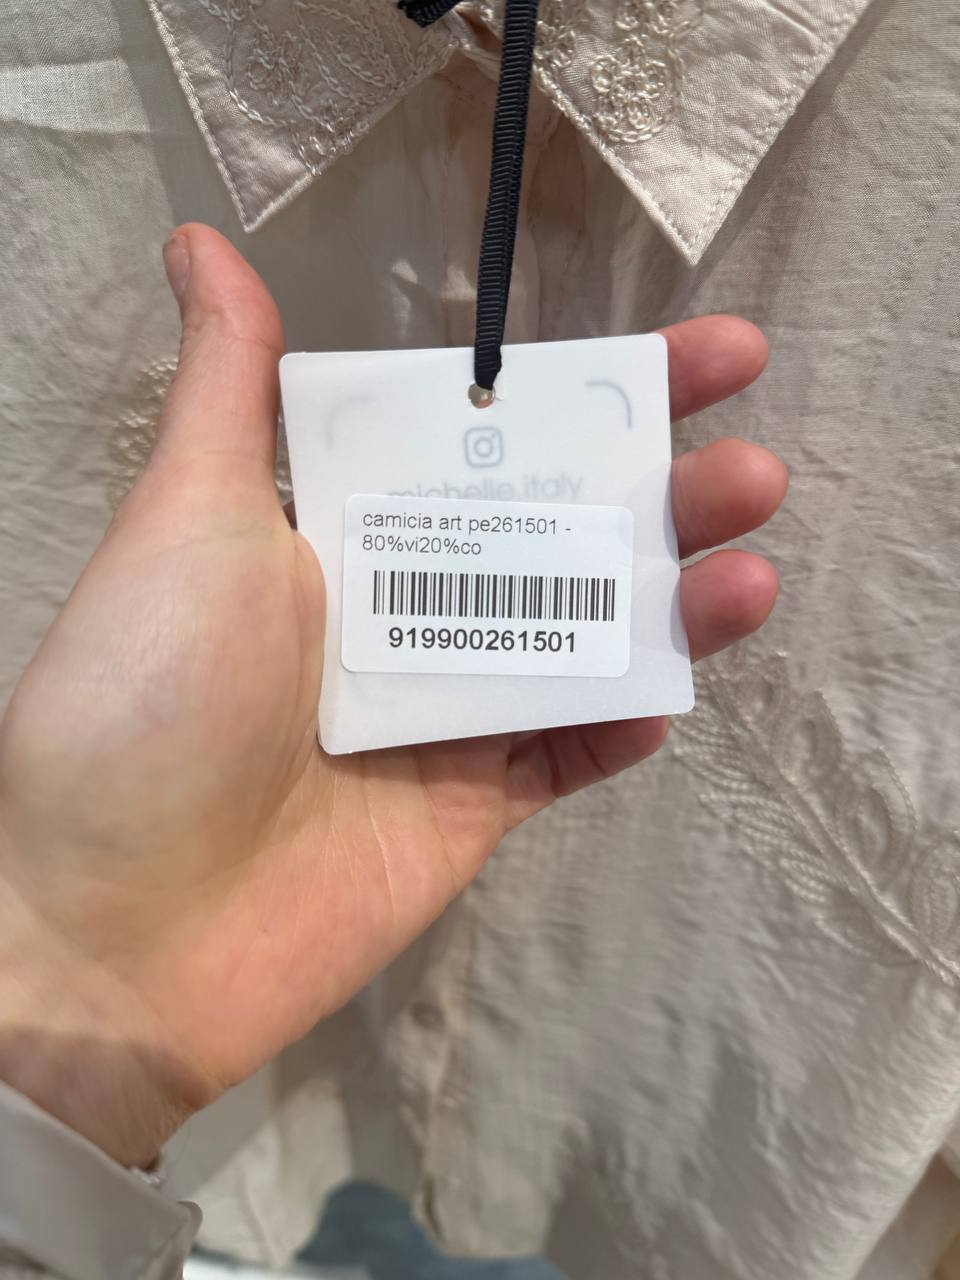 michelle italy
camicia art pe261501 -
80%vi20%co
919900261501